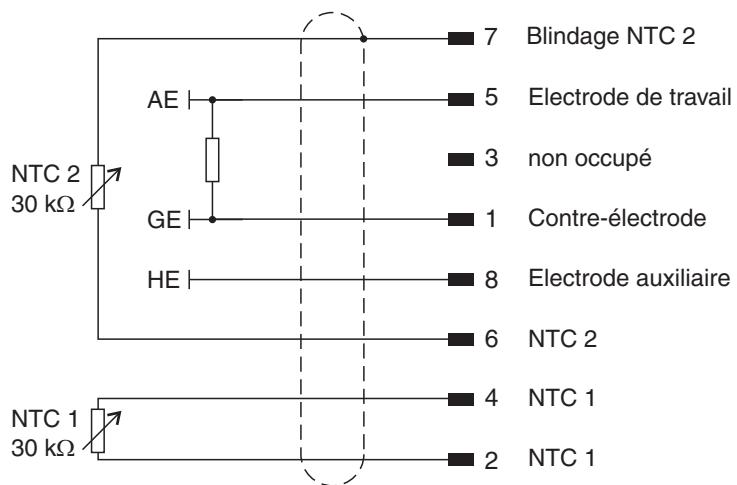 7 Blindage NTC 2
AE
5 Electrode de travail
3 non occupé
NTC 2
30 kΩ
GE
1 Contre-électrode
HE
8 Electrode auxiliaire
6 NTC 2
4 NTC 1
NTC 1
30 kΩ
2 NTC 1